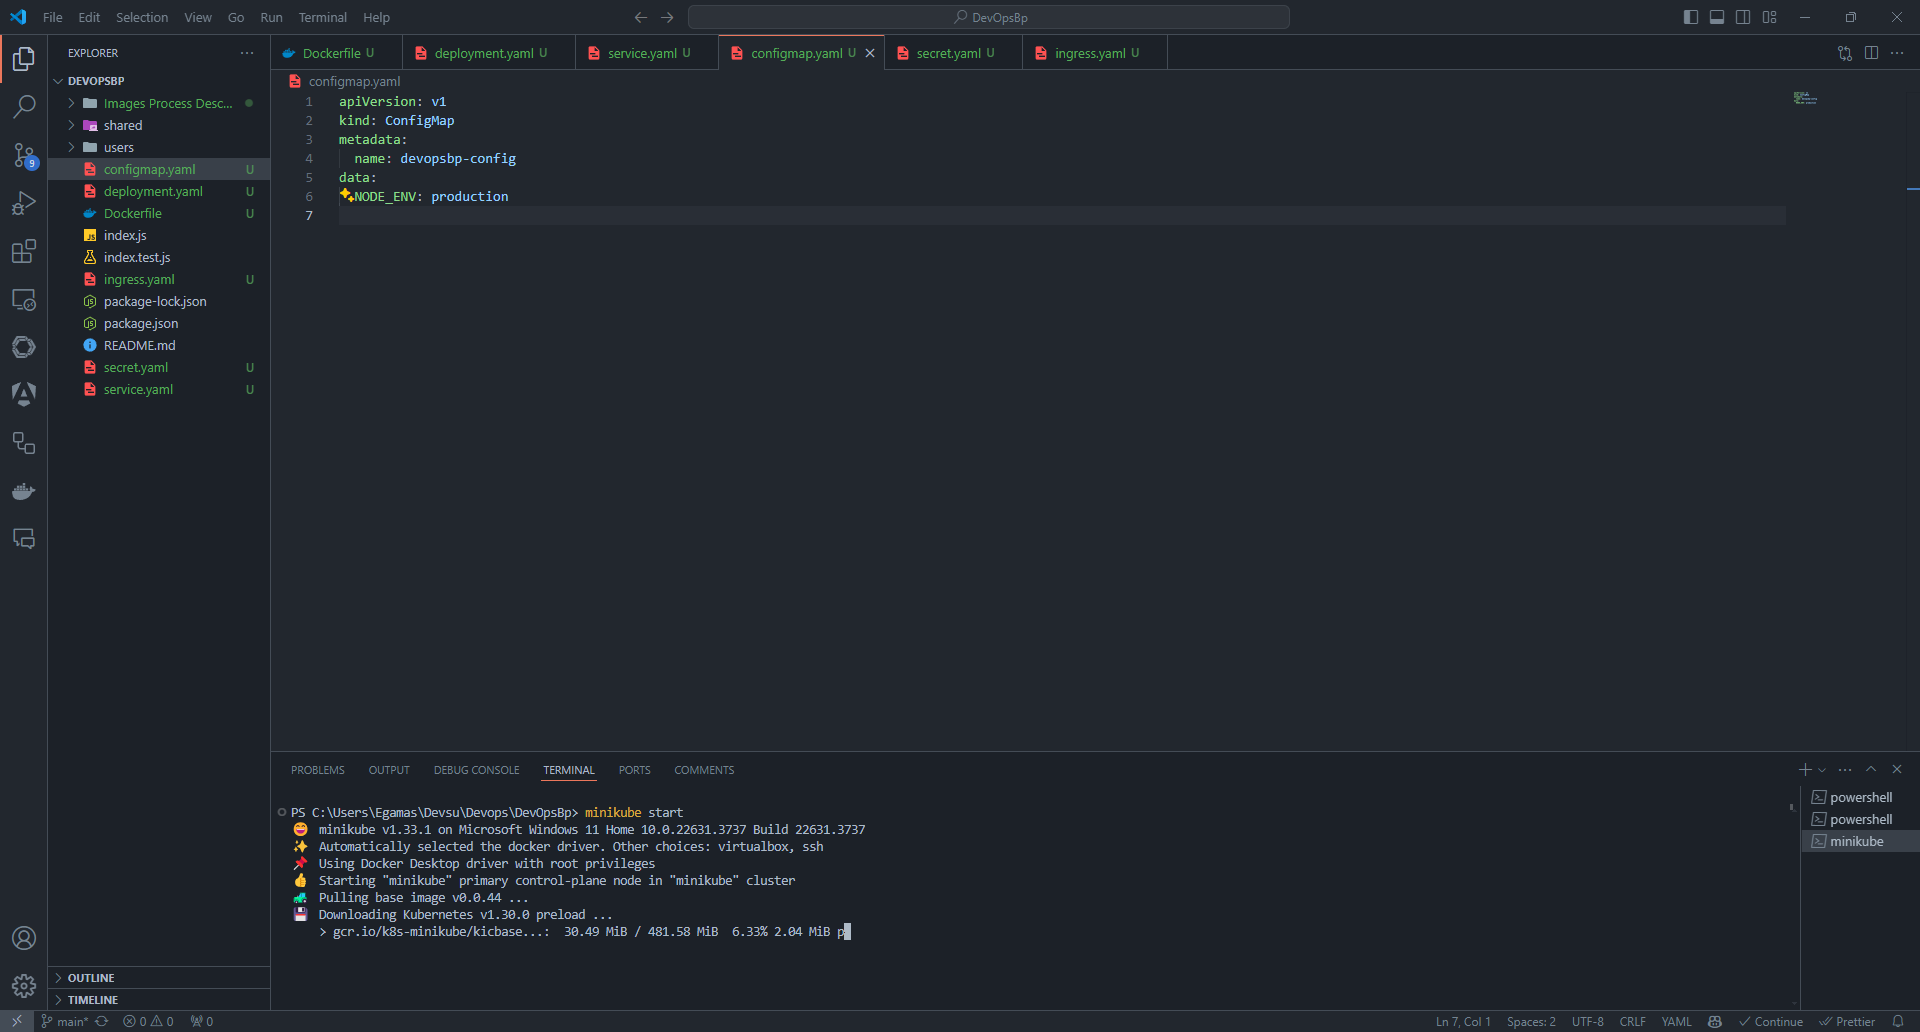 File Edit Selection View Go Run Terminal Help
DevOpsBp
EXPLORER
Dockerfile U
deployment.yaml U
service.yaml U
configmap.yaml U
secret.yaml U
ingress.yaml U
DEVOPSBP
Images Process Desc...
shared
users
configmap.yaml U
deployment.yaml U
Dockerfile U
index.js
index.test.js
ingress.yaml U
package-lock.json
package.json
README.md
secret.yaml U
service.yaml U
9
OUTLINE
TIMELINE
configmap.yaml
1 apiVersion: v1
2 kind: ConfigMap
3 metadata:
4 name: devopsbp-config
5 data:
6 NODE_ENV: production
7
PROBLEMS OUTPUT DEBUG CONSOLE TERMINAL PORTS COMMENTS
PS C:\Users\Egamas\Devsu\Devops\DevOpsBp> minikube start
minikube v1.33.1 on Microsoft Windows 11 Home 10.0.22631.3737 Build 22631.3737
Automatically selected the docker driver. Other choices: virtualbox, ssh
Using Docker Desktop driver with root privileges
Starting "minikube" primary control-plane node in "minikube" cluster
Pulling base image v0.0.44 ...
Downloading Kubernetes v1.30.0 preload ...
> gcr.io/k8s-minikube/kicbase...: 30.49 MiB / 481.58 MiB 6.33% 2.04 MiB p
powershell
powershell
minikube
main* 0 0 0
Ln 7, Col 1 Spaces: 2 UTF-8 CRLF YAML Continue Prettier